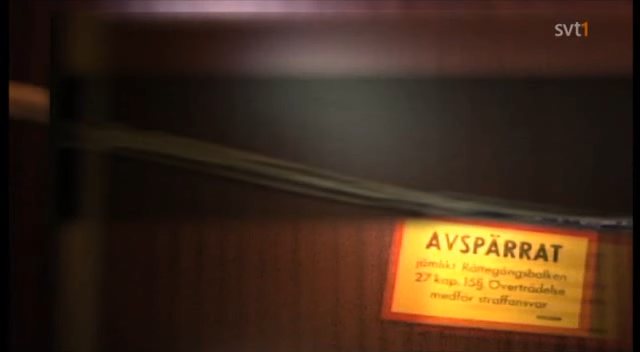 svt1
AVSPÄRRAT
jämlikt Rättegångsbalken
27 kap. 15§. Överträdelse
medför straffansvar